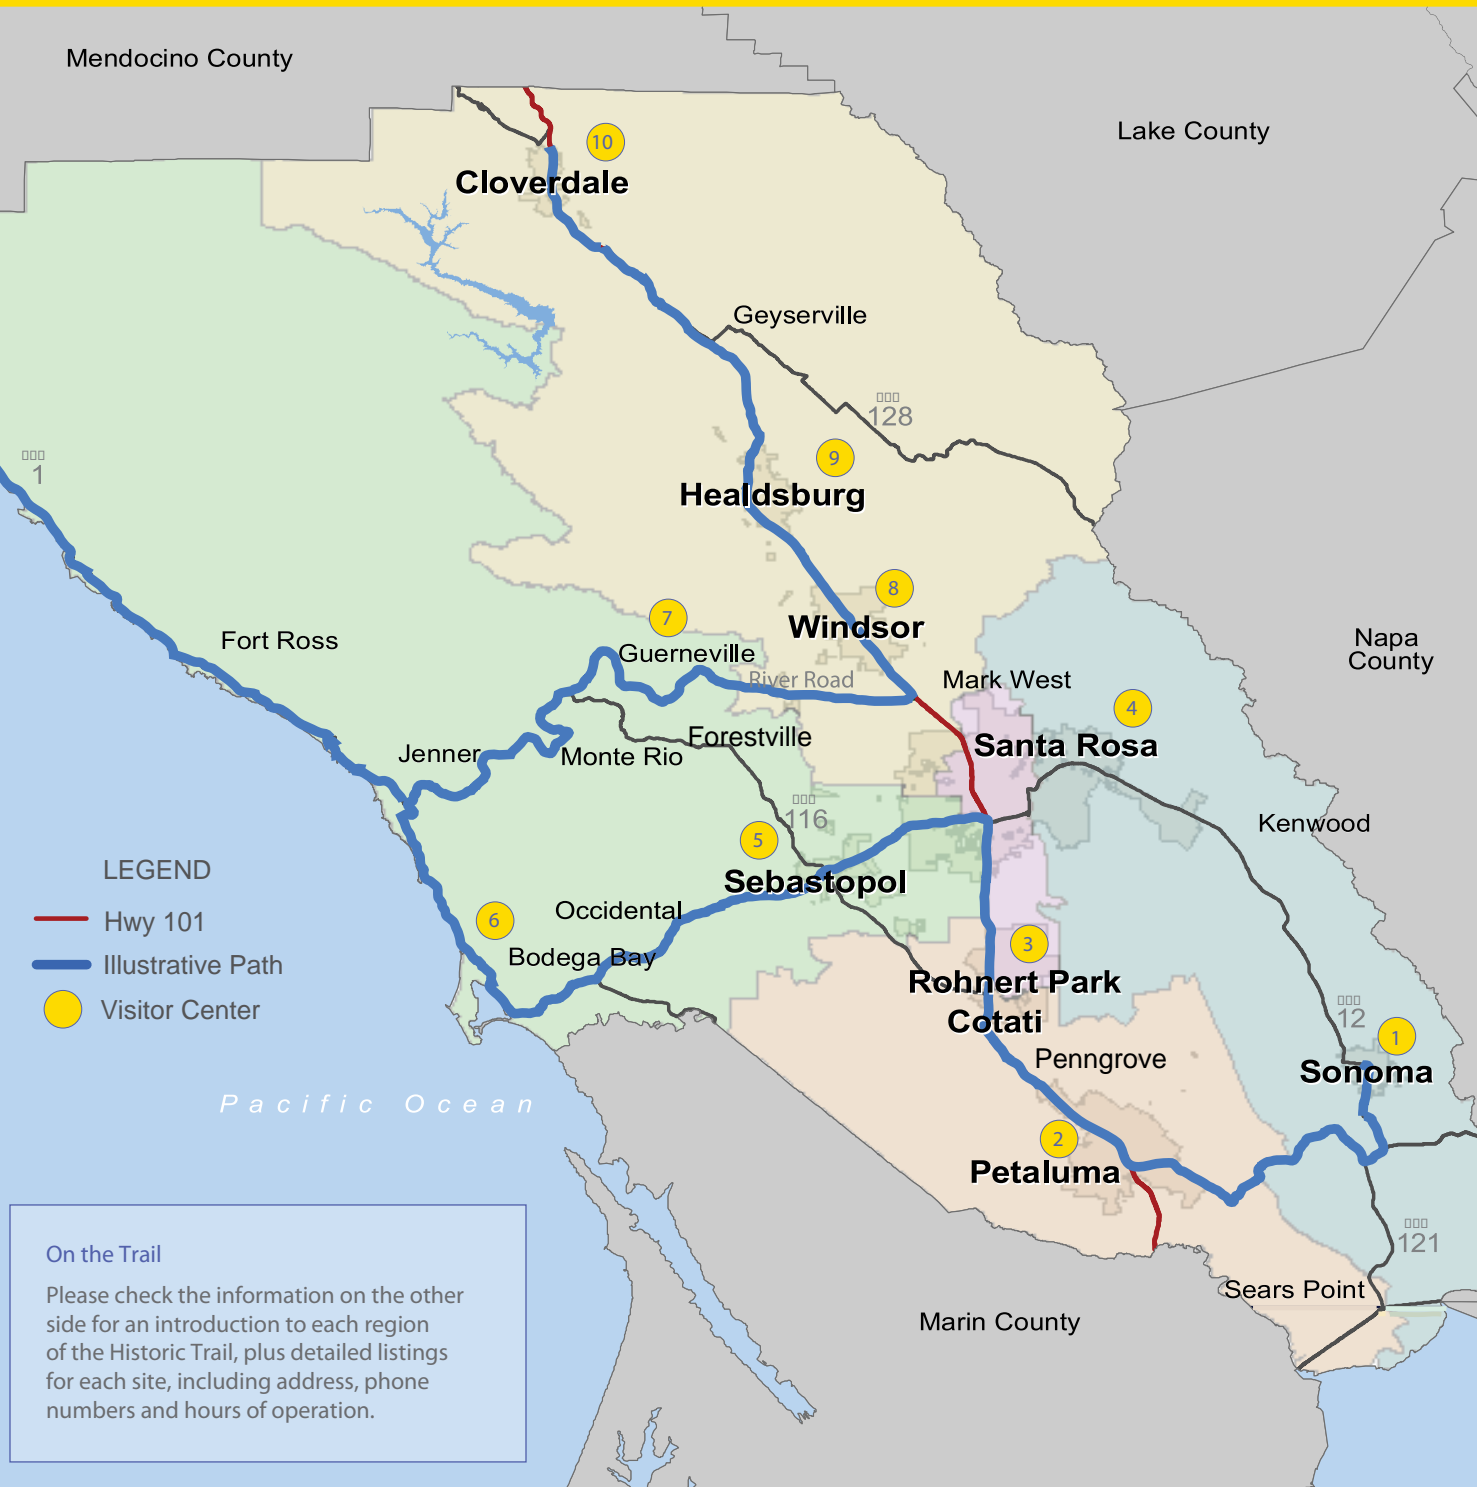 Mendocino County
Lake County
10
Cloverdale
Geyserville
128
9
Healdsburg
1
8
Windsor
7
Guerneville
River Road
Fort Ross
Mark West
Napa
County
4
Santa Rosa
Forestville
Jenner
Monte Rio
116
5
Sebastopol
Kenwood
LEGEND
Hwy 101
Illustrative Path
Visitor Center
6
Occidental
Bodega Bay
3
Rohnert Park
Cotati
12
1
Sonoma
Penngrove
Pacific Ocean
2
Petaluma
121
Sears Point
Marin County
On the Trail
Please check the information on the other
side for an introduction to each region
of the Historic Trail, plus detailed listings
for each site, including address, phone
numbers and hours of operation.